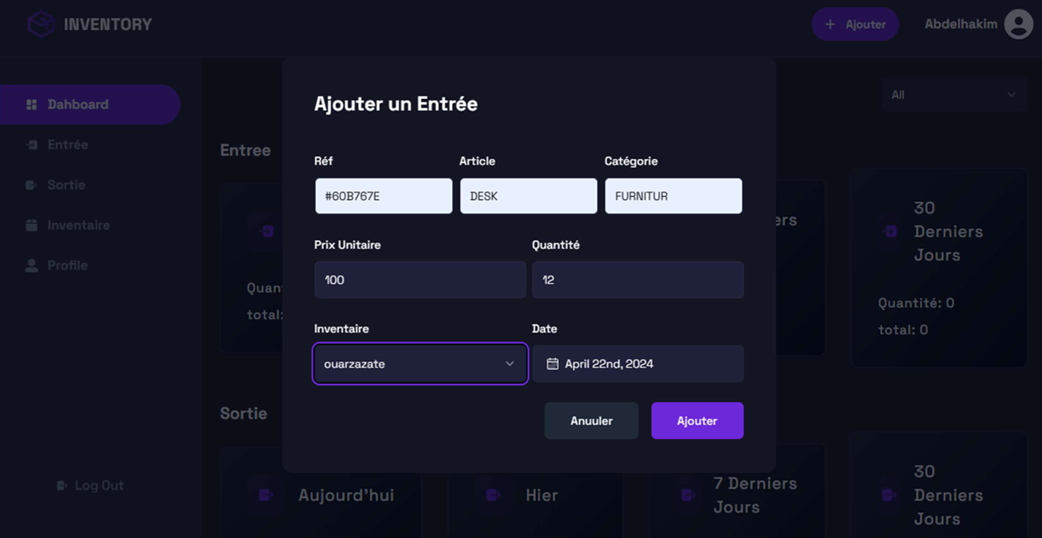 INVENTORY
+ Ajouter
Abdelhakim
Dahboard
Entrée
Sortie
Inventaire
Profile
Log Out
All
Entree
Ajouter un Entrée
Réf
Article
Catégorie
#60B767E
DESK
FURNITUR
Prix Unitaire
Quantité
100
12
Inventaire
Date
ouarzazate
April 22nd, 2024
Anuuler
Ajouter
30
Derniers
Jours
Quantité: 0
total: 0
total:
Sortie
Aujourd'hui
Hier
7 Derniers
Jours
30
Derniers
Jours